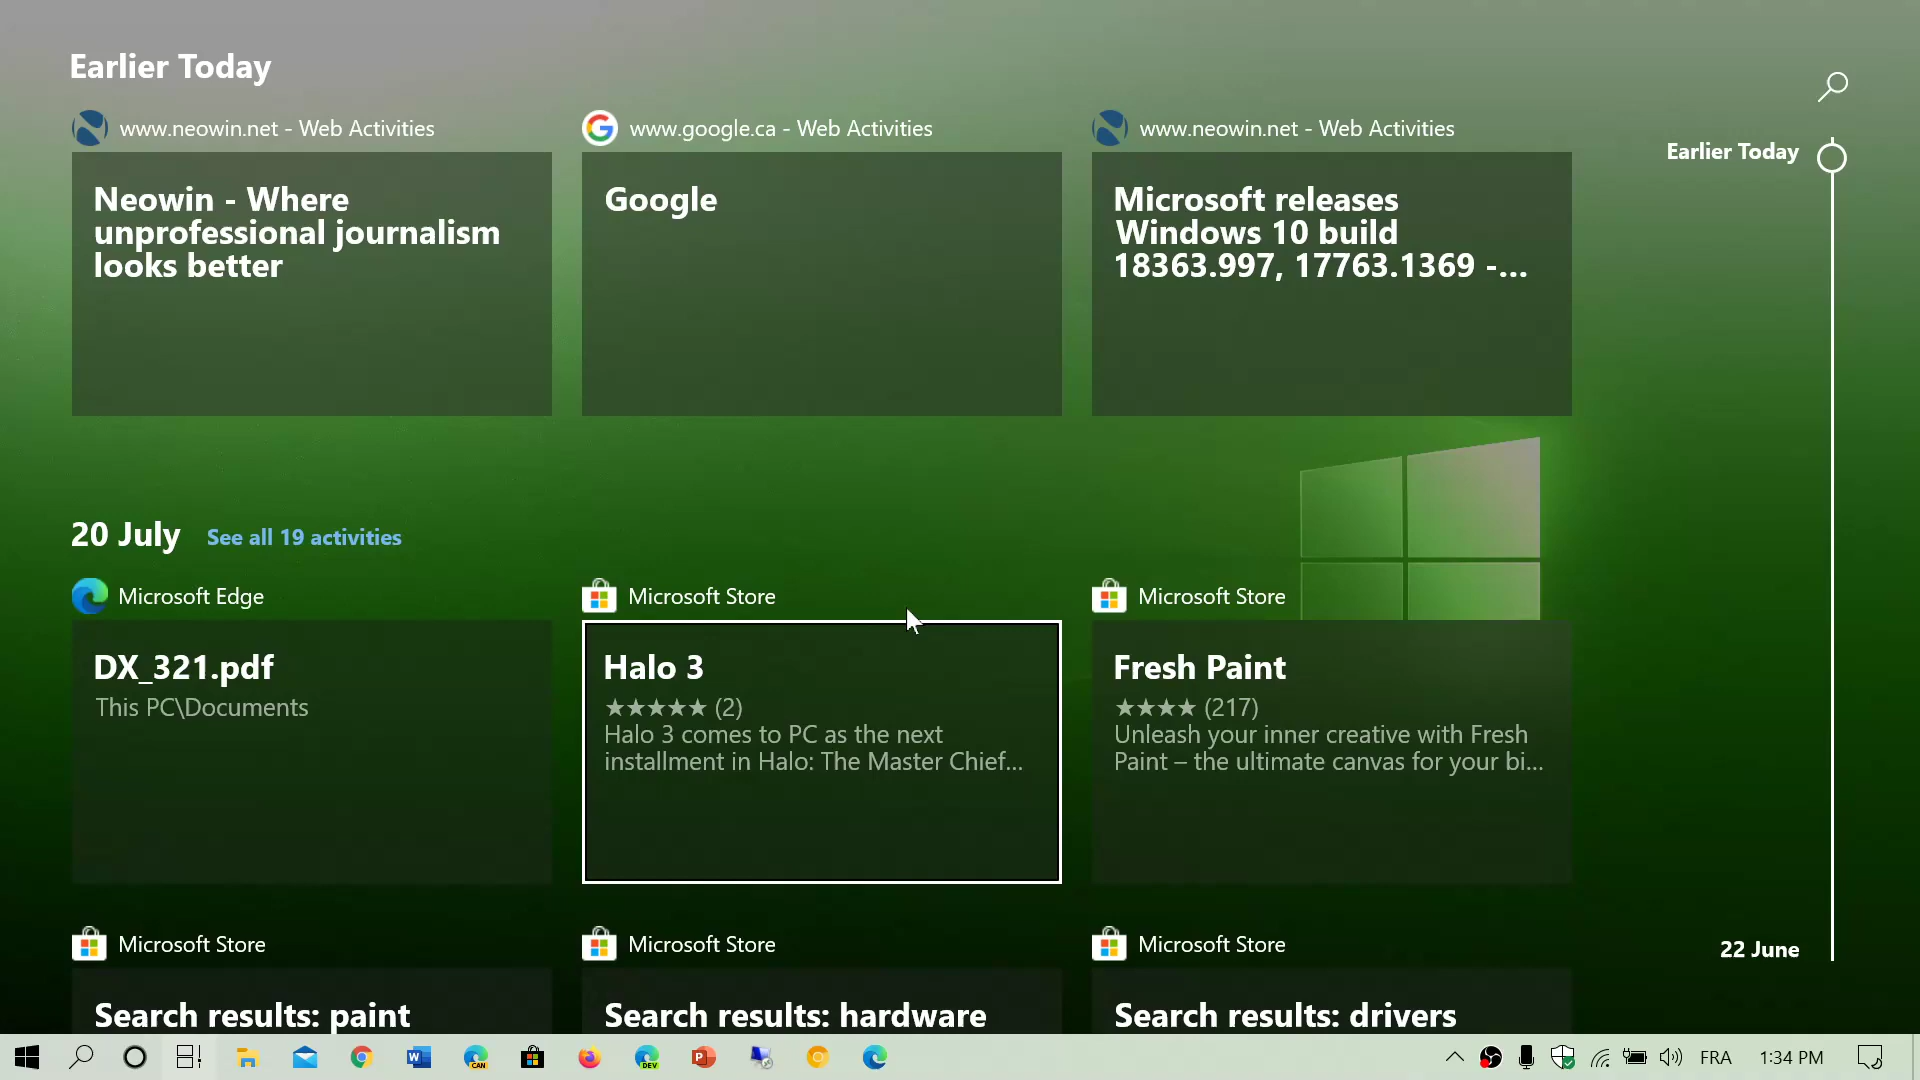 Earlier Today
www.neowin.net - Web Activities
www.google.ca - Web Activities
www.neowin.net - Web Activities
Earlier Today
Neowin - Where
unprofessional journalism
looks better
Google
Microsoft releases
Windows 10 build
18363.997, 17763.1369 -...
20 July See all 19 activities
Microsoft Edge
Microsoft Store
Microsoft Store
DX_321.pdf
This PC\Documents
Halo 3
★★★★★ (2)
Halo 3 comes to PC as the next
installment in Halo: The Master Chief...
Fresh Paint
★★★★ (217)
Unleash your inner creative with Fresh
Paint – the ultimate canvas for your bi...
Microsoft Store
Microsoft Store
Microsoft Store
22 June
Search results: paint
Search results: hardware
Search results: drivers
CAN
DEV
FRA
1:34 PM